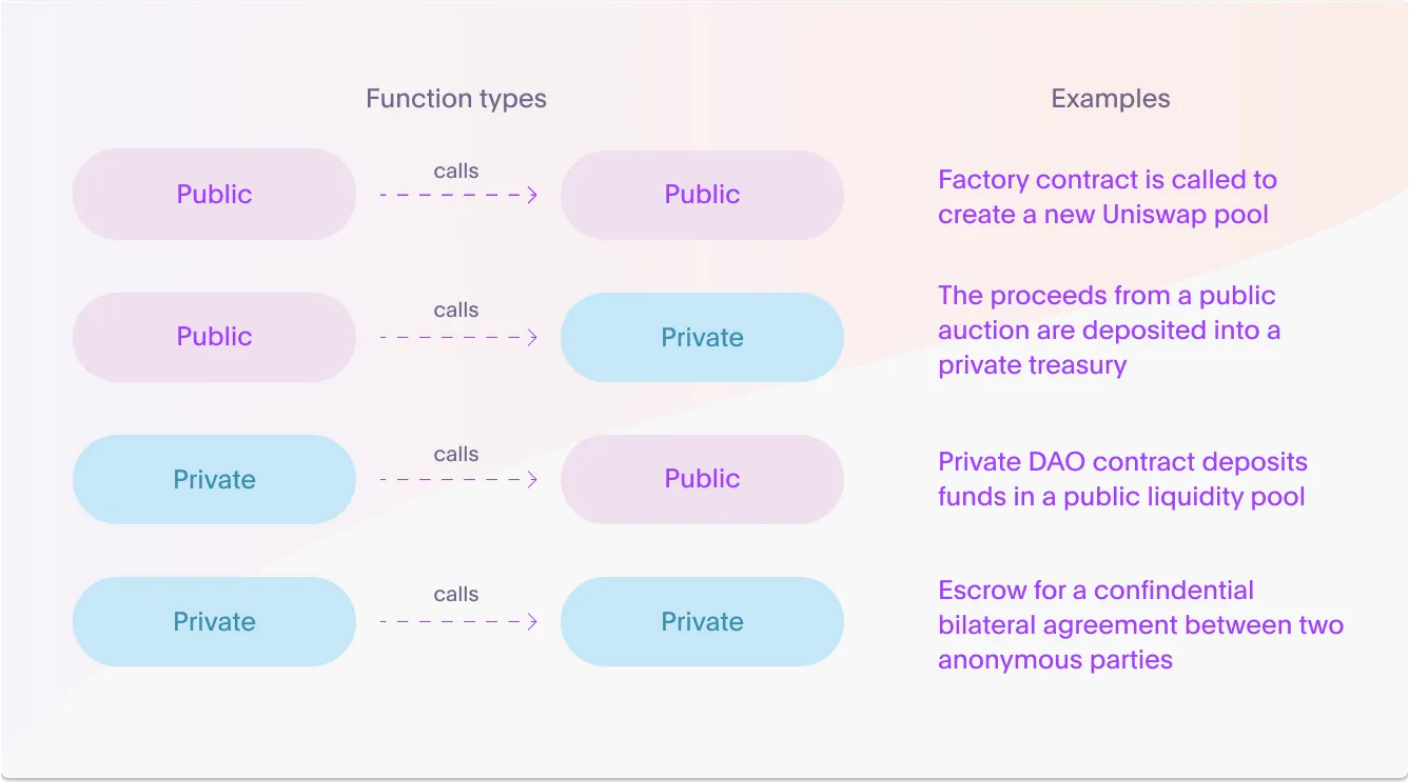 Function types
Examples
Public
calls
Public
Factory contract is called to
create a new Uniswap pool
Public
calls
Private
The proceeds from a public
auction are deposited into a
private treasury
Private
calls
Public
Private DAO contract deposits
funds in a public liquidity pool
Private
calls
Private
Escrow for a confindential
bilateral agreement between two
anonymous parties